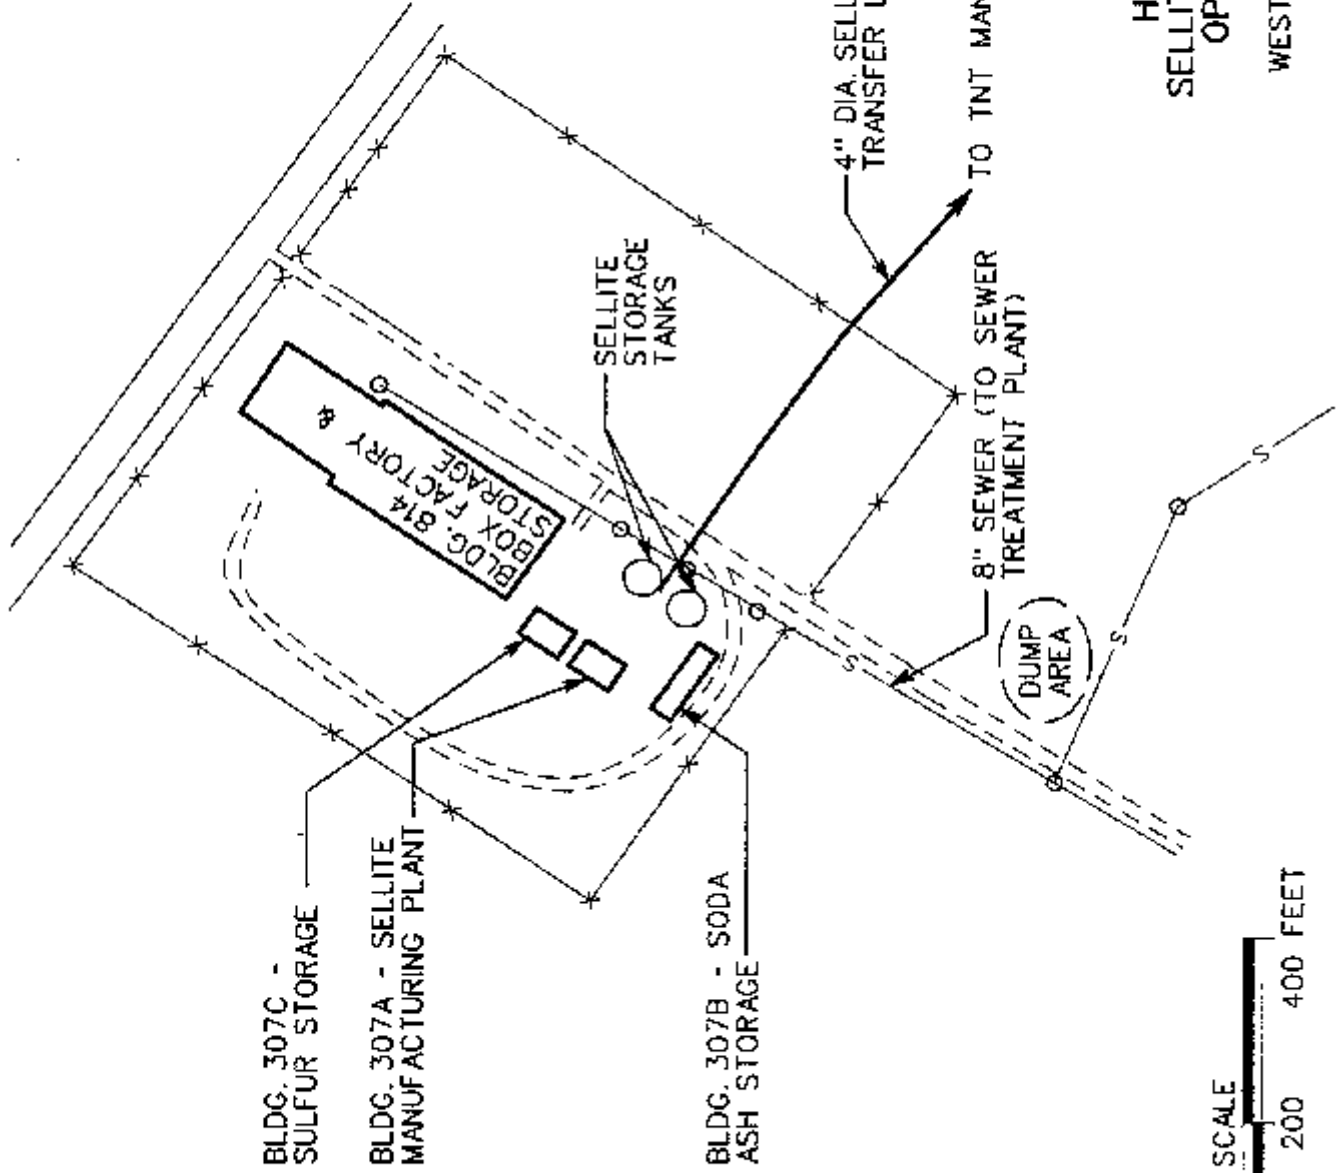 BLDG. 307C -
SULFUR STORAGE
BLDG. 307A - SELLITE
MANUFACTURING PLANT
BLDG. 307B - SODA
ASH STORAGE
BLDG. 814
BOX FACTORY &
STORAGE
SELLITE
STORAGE
TANKS
4" DIA. SELL
TRANSFER L
TO TNT MAN
8" SEWER (TO SEWER
TREATMENT PLANT)
DUMP
AREA
S
S
S
SCALE
200 400 FEET
H
SELLIT
OP
WEST